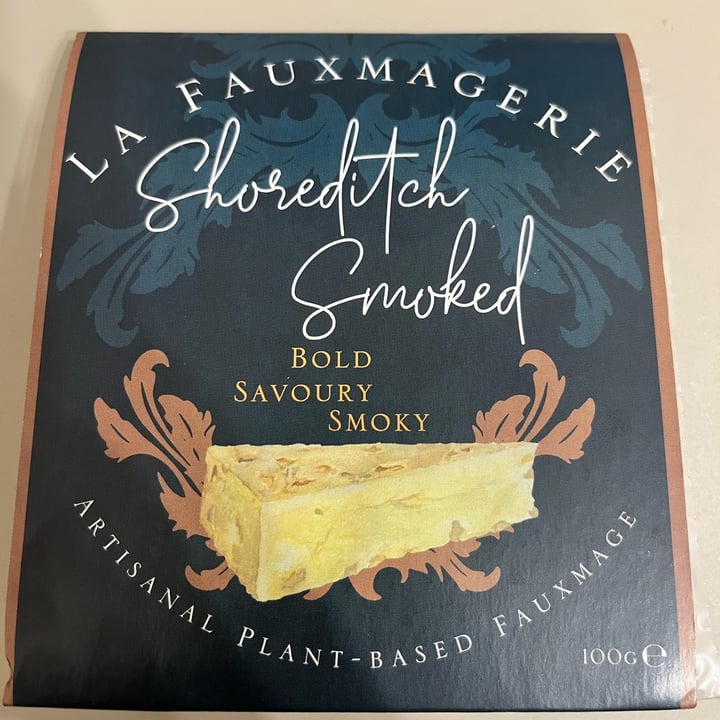 LA FAUXMAGERIE
Shoreditch
Smoked
BOLD
SAVOURY
SMOKY
ARTISANAL PLANT-BASED FAUXMAGE
100G ℮